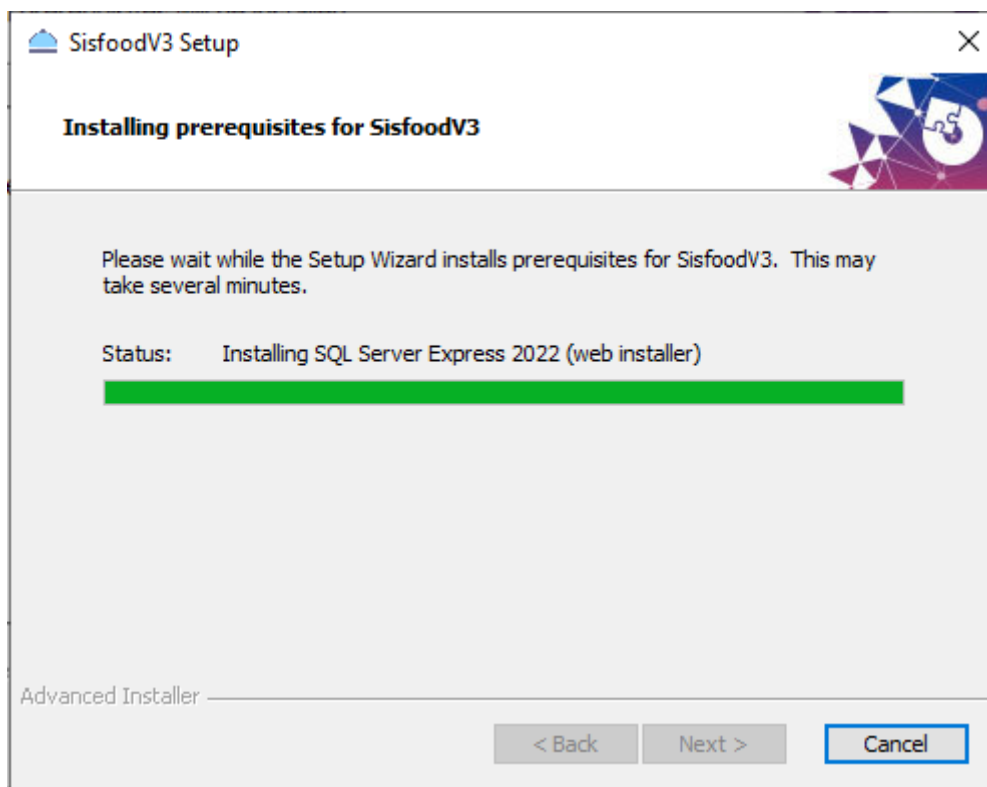 SisfoodV3 Setup
Installing prerequisites for SisfoodV3
Please wait while the Setup Wizard installs prerequisites for SisfoodV3. This may
take several minutes.
Status: Installing SQL Server Express 2022 (web installer)
Advanced Installer
< Back Next > Cancel